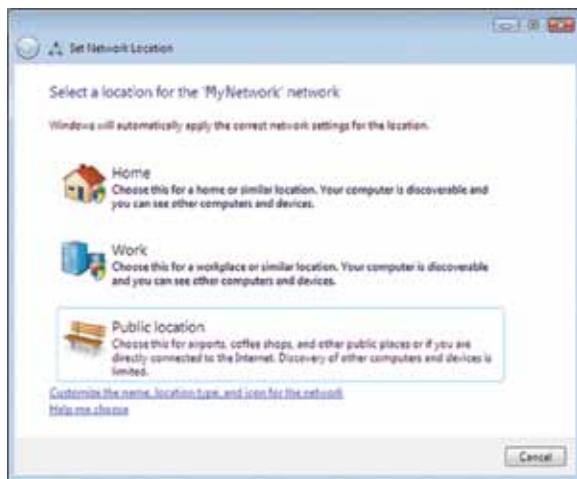 Set Network Location
Select a location for the 'MyNetwork' network
Windows will automatically apply the correct network settings for the location.
Home
Choose this for a home or similar location. Your computer is discoverable and
you can see other computers and devices.
Work
Choose this for a workplace or similar location. Your computer is discoverable
and you can see other computers and devices.
Public location
Choose this for airports, coffee shops, and other public places or if you are
directly connected to the Internet. Discovery of other computers and devices is
limited.
Customize the name, location type, and icon for the network
Help me choose
Cancel